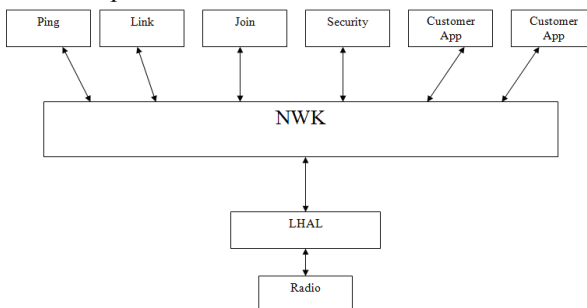 Ping
Link
Join
Security
Customer
App
Customer
App
NWK
LHAL
Radio